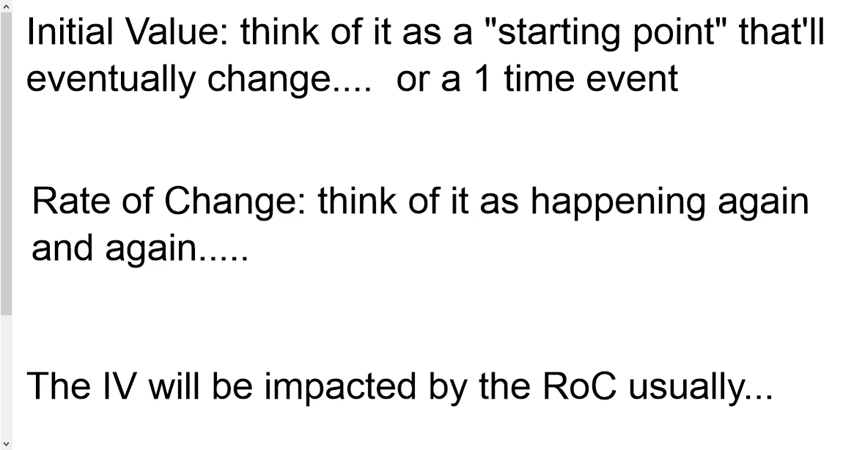 Initial Value: think of it as a "starting point" that'll
eventually change....  or a 1 time event
Rate of Change: think of it as happening again
and again.....
The IV will be impacted by the RoC usually...